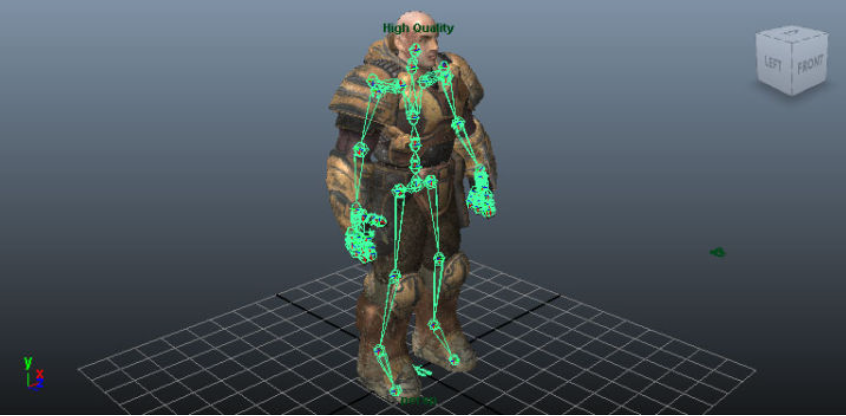 High Quality
LEFT
FRONT
y
x
z